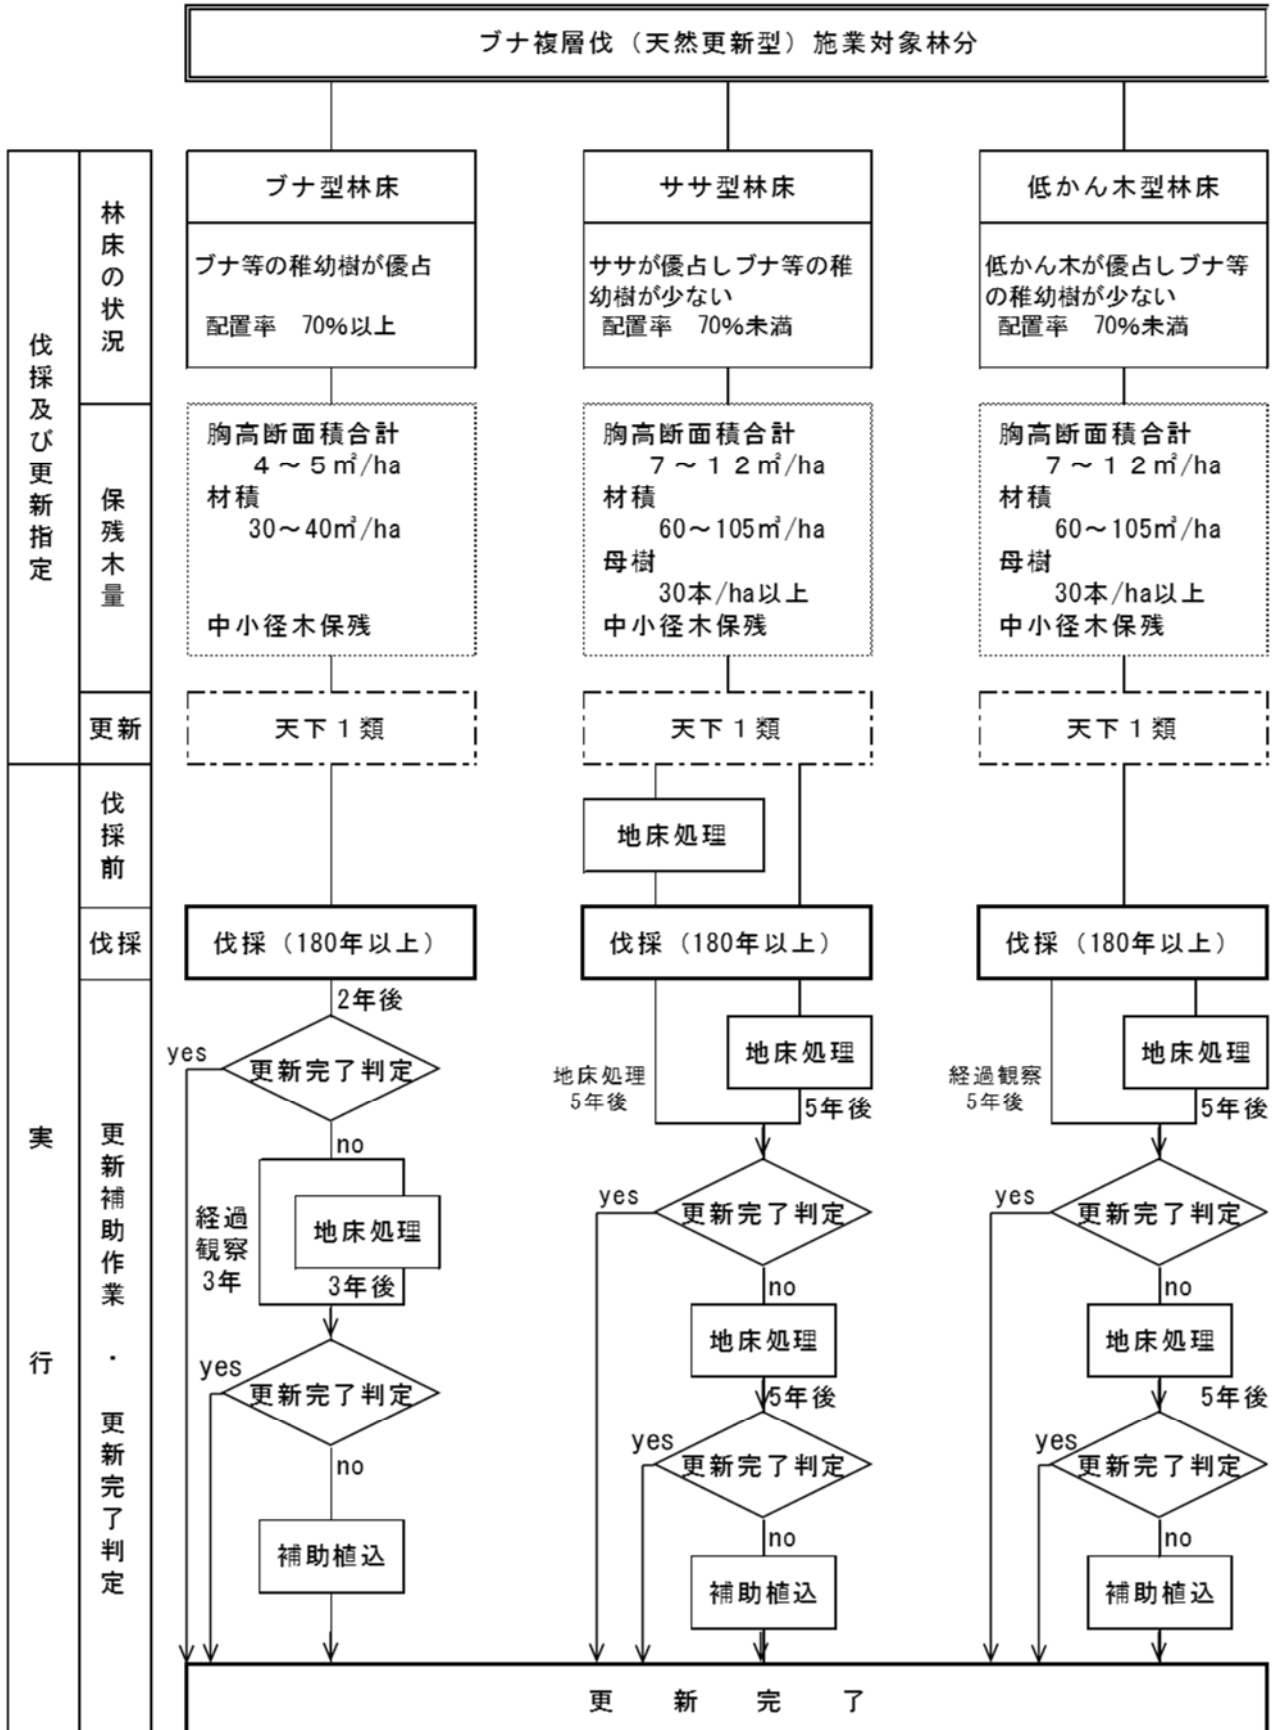 ブナ複層伐（天然更新型）施業対象林分
伐採及び更新指定
林床の状況
ブナ型林床
ブナ等の稚幼樹が優占
配置率 70%以上
ササ型林床
ササが優占しブナ等の稚
幼樹が少ない
配置率 70%未満
低かん木型林床
低かん木が優占しブナ等
の稚幼樹が少ない
配置率 70%未満
保残木量
胸高断面積合計
４～５㎡/ha
材積
30～40㎥/ha
中小径木保残
胸高断面積合計
７～１２㎡/ha
材積
60～105㎥/ha
母樹
30本/ha以上
中小径木保残
胸高断面積合計
７～１２㎡/ha
材積
60～105㎥/ha
母樹
30本/ha以上
中小径木保残
更新
天下１類
天下１類
天下１類
実行
伐採前
地床処理
伐採
伐採（180年以上）
伐採（180年以上）
伐採（180年以上）
更新補助作業・更新完了判定
2年後
yes
更新完了判定
no
経過
観察
3年
地床処理
3年後
yes
更新完了判定
no
補助植込
地床処理
5年後
地床処理
5年後
yes
更新完了判定
no
地床処理
5年後
yes
更新完了判定
no
補助植込
経過観察
5年後
地床処理
5年後
yes
更新完了判定
no
地床処理
5年後
yes
更新完了判定
no
補助植込
更新完了